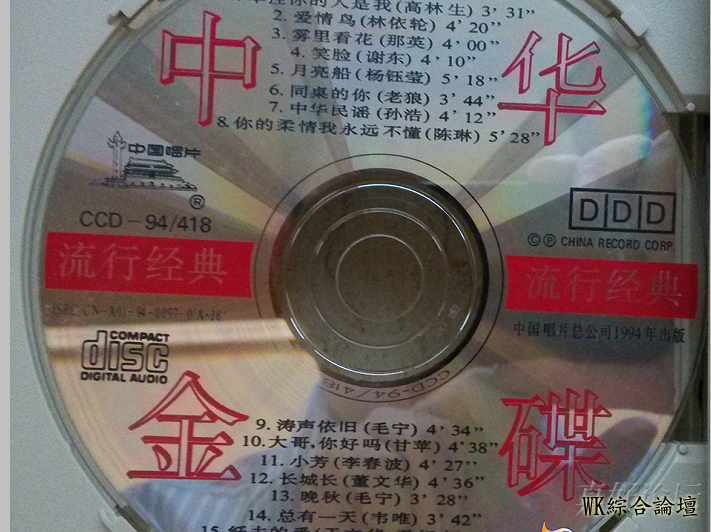 你的人是我(高林生) 3'31”
2. 爱情鸟(林依轮) 4'20”
3. 雾里看花(那英) 4'00”
4. 笑脸(谢东) 4'10”
5. 月亮船(杨钰莹) 5'18”
6. 同桌的你(老狼) 3'44”
7. 中华民谣(孙浩) 4'12”
8. 你的柔情我永远不懂(陈琳) 5'28”
中华
中国唱片
®
CCD-94/418
DDD
©℗ CHINA RECORD CORP.
流行经典
流行经典
ISRC CN-A01-94-0097-0/A·J6
中国唱片总公司1994年出版
COMPACT
disc
DIGITAL AUDIO
CCD-94/418
金碟
9. 涛声依旧(毛宁) 4'34”
10. 大哥,你好吗(甘苹) 4'38”
11. 小芳(李春波) 4'27”
12. 长城长(董文华) 4'36”
13. 晚秋(毛宁) 3'28”
14. 总有一天(韦唯) 3'42”
15.
WK綜合論壇